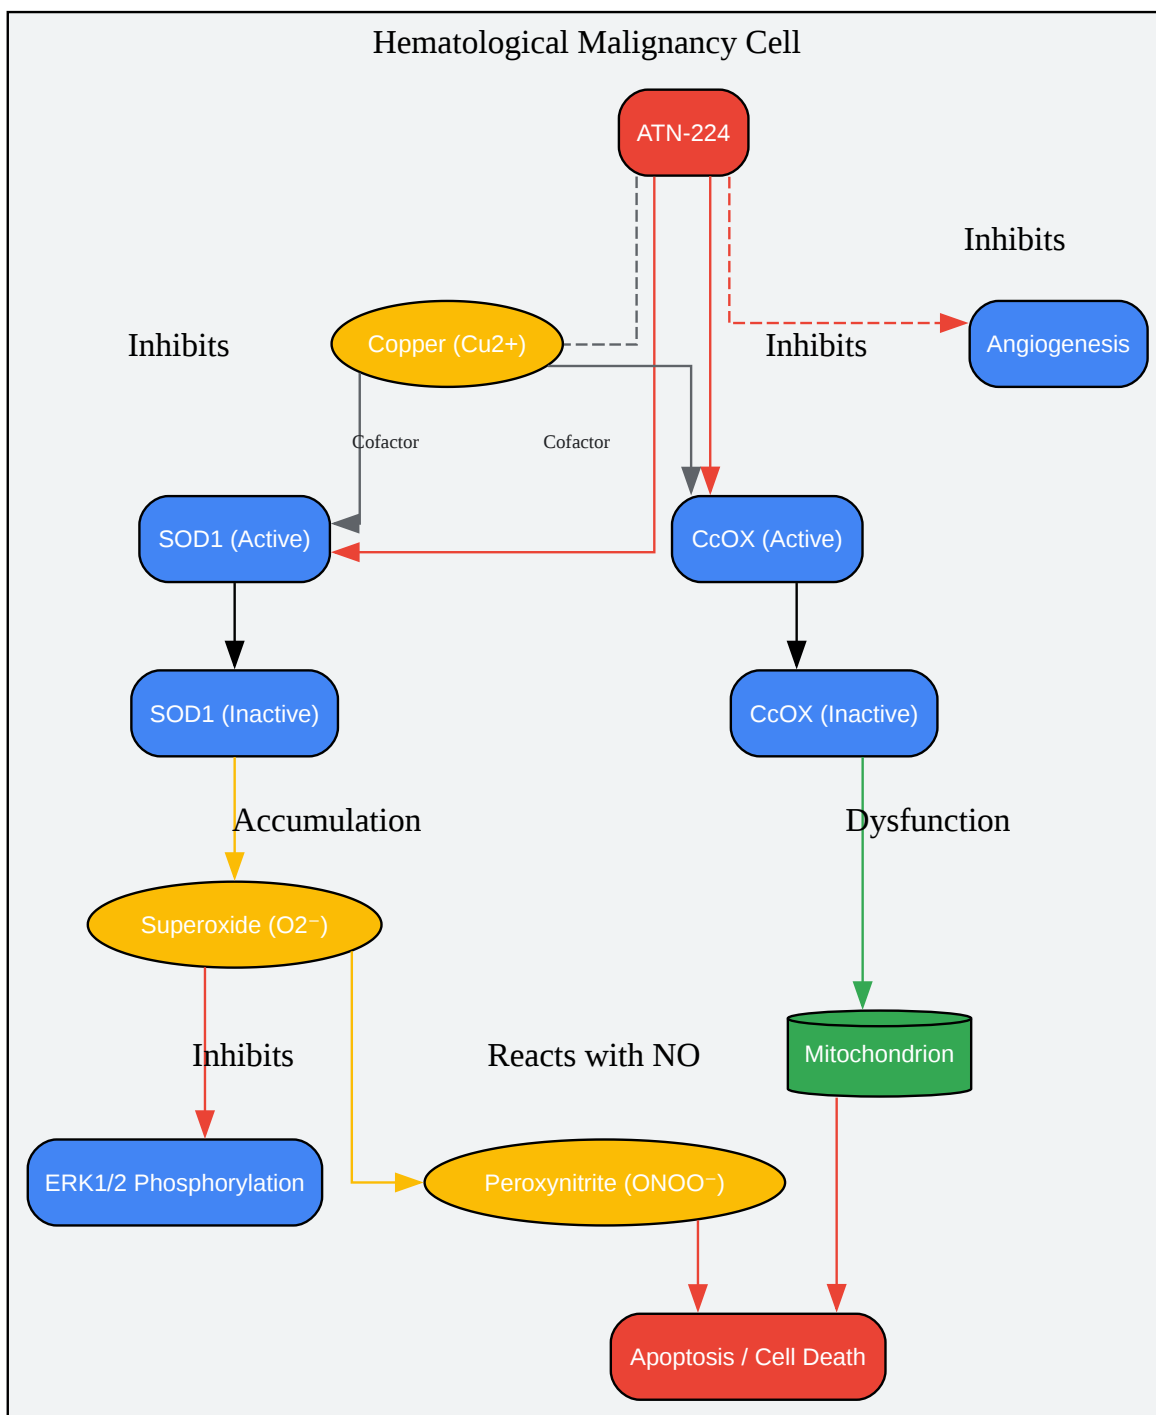 Hematological Malignancy Cell
ATN-224
Inhibits
Inhibits
Copper (Cu2+)
Inhibits
Angiogenesis
Cofactor
Cofactor
SOD1 (Active)
CcOX (Active)
SOD1 (Inactive)
CcOX (Inactive)
Accumulation
Dysfunction
Superoxide (O2⁻)
Inhibits
Reacts with NO
Mitochondrion
ERK1/2 Phosphorylation
Peroxynitrite (ONOO⁻)
Apoptosis / Cell Death